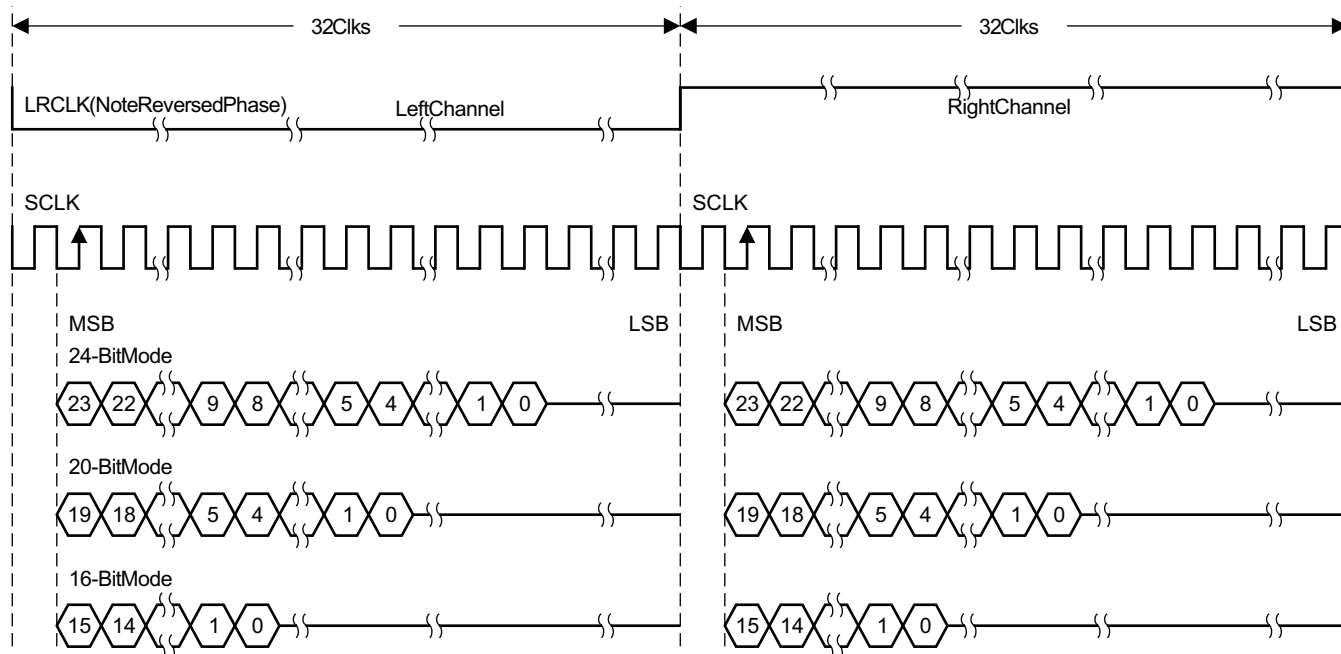 32Clks 32Clks
LRCLK(NoteReversedPhase) LeftChannel RightChannel
SCLK SCLK
MSB LSB MSB LSB
24-BitMode
23 22 9 8 5 4 1 0 23 22 9 8 5 4 1 0
20-BitMode
19 18 5 4 1 0 19 18 5 4 1 0
16-BitMode
15 14 1 0 15 14 1 0